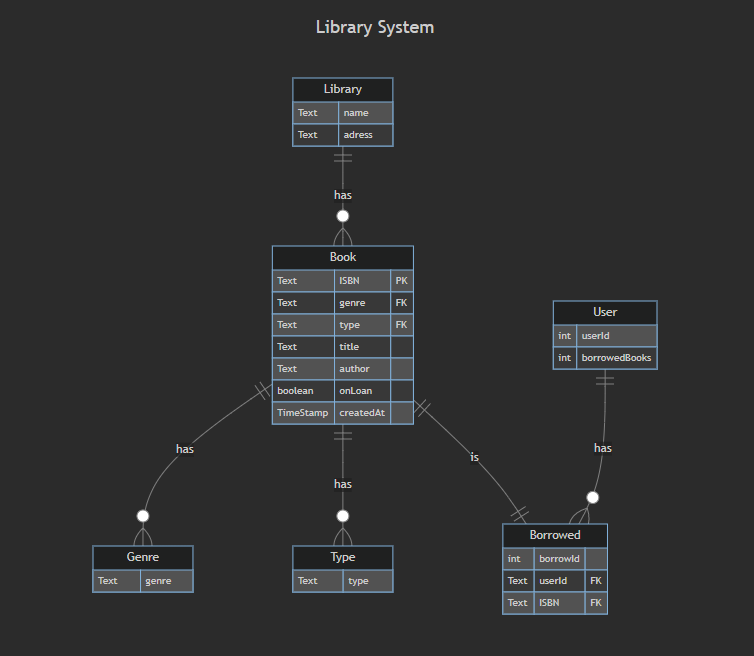 Library System
Library
Text name
Text adress
has
Book
Text ISBN PK
Text genre FK
Text type FK
Text title
Text author
boolean onLoan
TimeStamp createdAt
User
int userId
int borrowedBooks
has
has
is
has
Genre
Text genre
Type
Text type
Borrowed
int borrowId
Text userId FK
Text ISBN FK